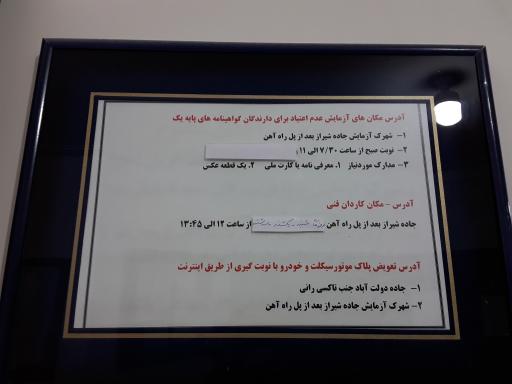 آدرس مکان های آزمایش عدم اعتیاد برای دارندگان گواهینامه های پایه یک
۱- شهرک آزمایش جاده شیراز بعد از پل راه آهن
۲- نوبت صبح از ساعت ۷/۳۰ الی ۱۱
۳- مدارک موردنیاز ۱. معرفی نامه یا کارت ملی ۲. یک قطعه عکس
آدرس - مکان کاردان فنی
جاده شیراز بعد از پل راه آهن از ساعت ۱۲ الی ۱۳:۴۵
آدرس تعویض پلاک موتورسیکلت و خودرو با نوبت گیری از طریق اینترنت
۱- جاده دولت آباد جنب تاکسی رانی
۲- شهرک آزمایش جاده شیراز بعد از پل راه آهن